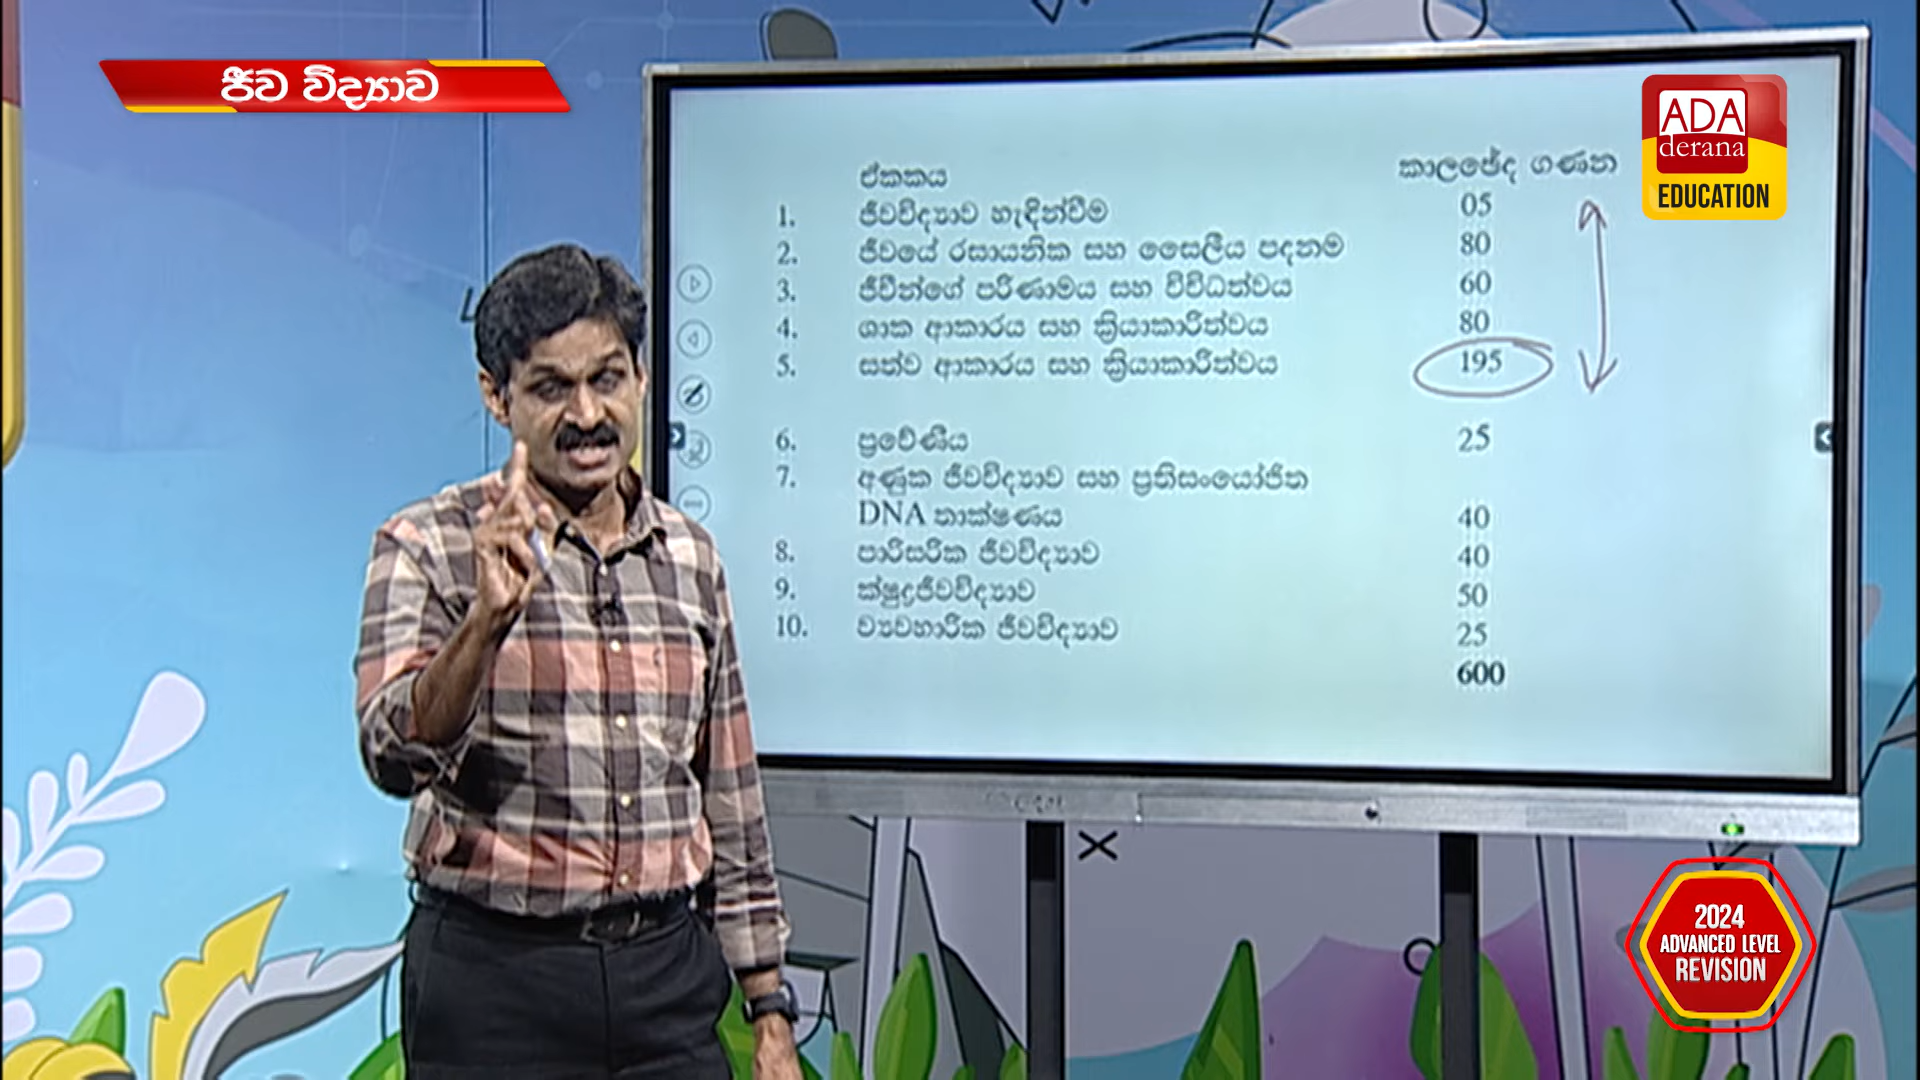 ජීව විද්‍යාව
ADA
derana
EDUCATION
ඒකකය කාලඡේද ගණන
1. ජීවවිද්‍යාව හැඳින්වීම 05
2. ජීවයේ රසායනික සහ සෛලීය පදනම 80
3. ජීවීන්ගේ පරිණාමය සහ විවිධත්වය 60
4. ශාක ආකාරය සහ ක්‍රියාකාරිත්වය 80
5. සත්ව ආකාරය සහ ක්‍රියාකාරිත්වය 195
6. ප්‍රවේණිය 25
7. අණුක ජීවවිද්‍යාව සහ ප්‍රතිසංයෝජිත
DNA තාක්ෂණය 40
8. පාරිසරික ජීවවිද්‍යාව 40
9. ක්ෂුද්‍රජීවවිද්‍යාව 50
10. ව්‍යවහාරික ජීවවිද්‍යාව 25
600
2024
ADVANCED LEVEL
REVISION